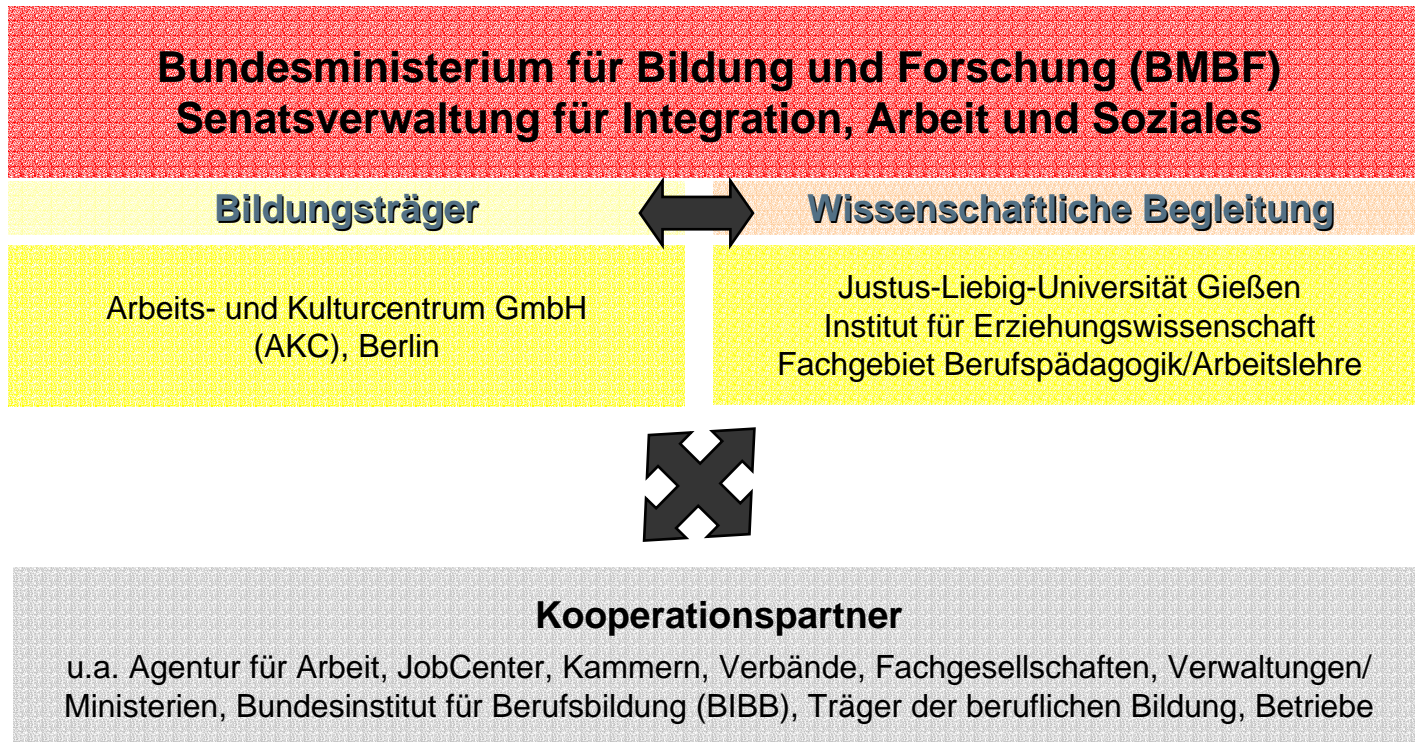 Bundesministerium für Bildung und Forschung (BMBF)
Senatsverwaltung für Integration, Arbeit und Soziales
Bildungsträger
Wissenschaftliche Begleitung
Arbeits- und Kulturcentrum GmbH
(AKC), Berlin
Justus-Liebig-Universität Gießen
Institut für Erziehungswissenschaft
Fachgebiet Berufspädagogik/Arbeitslehre
Kooperationspartner
u.a. Agentur für Arbeit, JobCenter, Kammern, Verbände, Fachgesellschaften, Verwaltungen/
Ministerien, Bundesinstitut für Berufsbildung (BIBB), Träger der beruflichen Bildung, Betriebe